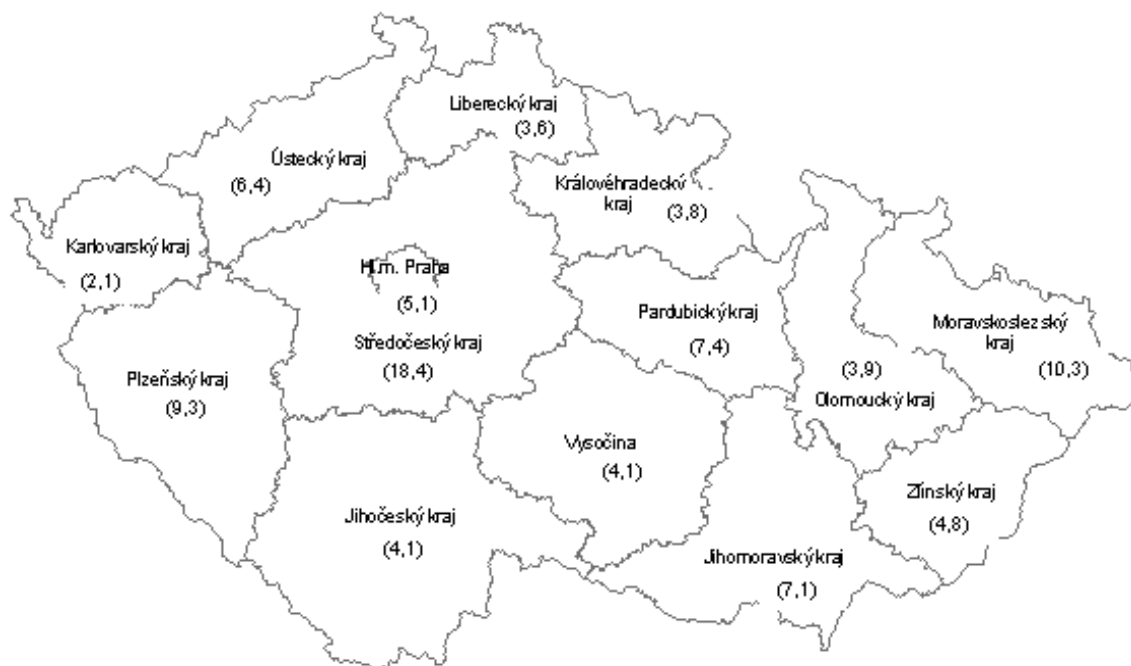 Liberecký kraj
(3,6)
Ústecký kraj
(6,4)
Královéhradecký
kraj
(3,8)
Karlovarský kraj
(2,1)
Hl.m. Praha
(5,1)
Středočeský kraj
(18,4)
Pardubický kraj
(7,4)
Moravskoslezský
kraj
(10,3)
(3,9)
Olomoucký kraj
Plzeňský kraj
(9,3)
Vysočina
(4,1)
Zlínský kraj
(4,8)
Jihočeský kraj
(4,1)
Jihomoravský kraj
(7,1)